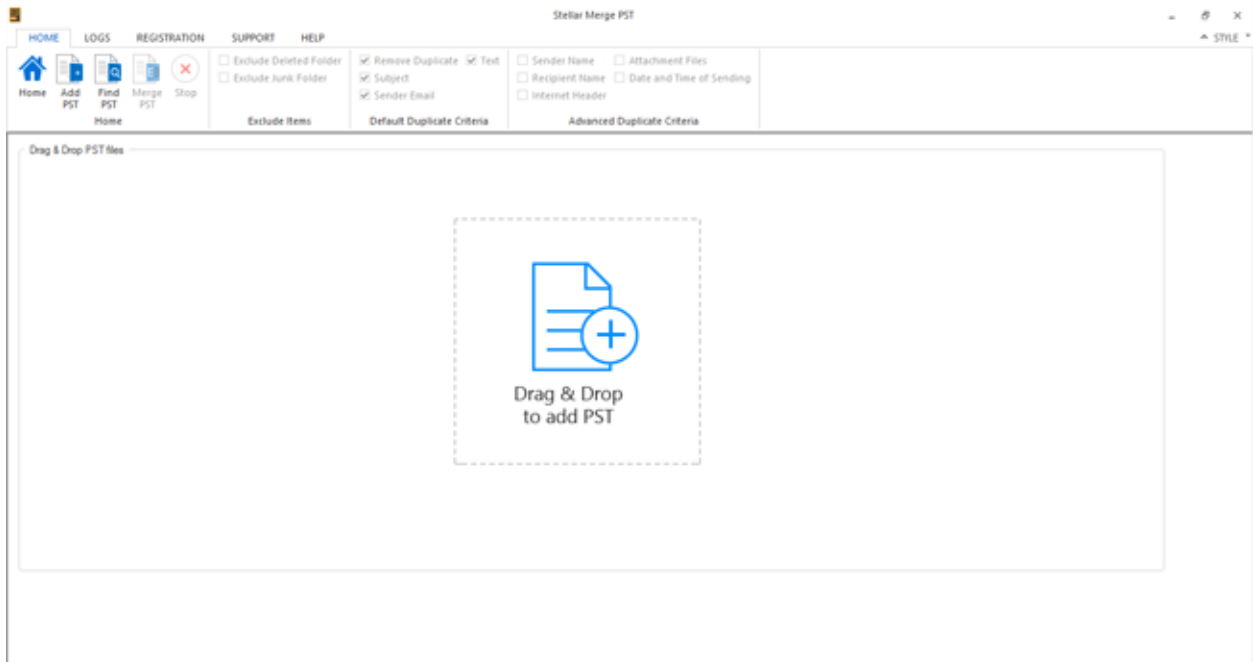 Stellar Merge PST
HOME LOGS REGISTRATION SUPPORT HELP STYLE
Exclude Deleted Folder Remove Duplicate Text Sender Name Attachment Files
Exclude Junk Folder Subject Recipient Name Date and Time of Sending
Home Add PST Find PST Merge PST Stop Sender Email Internet Header
Home Exclude Items Default Duplicate Criteria Advanced Duplicate Criteria
Drag & Drop PST files
Drag & Drop
to add PST